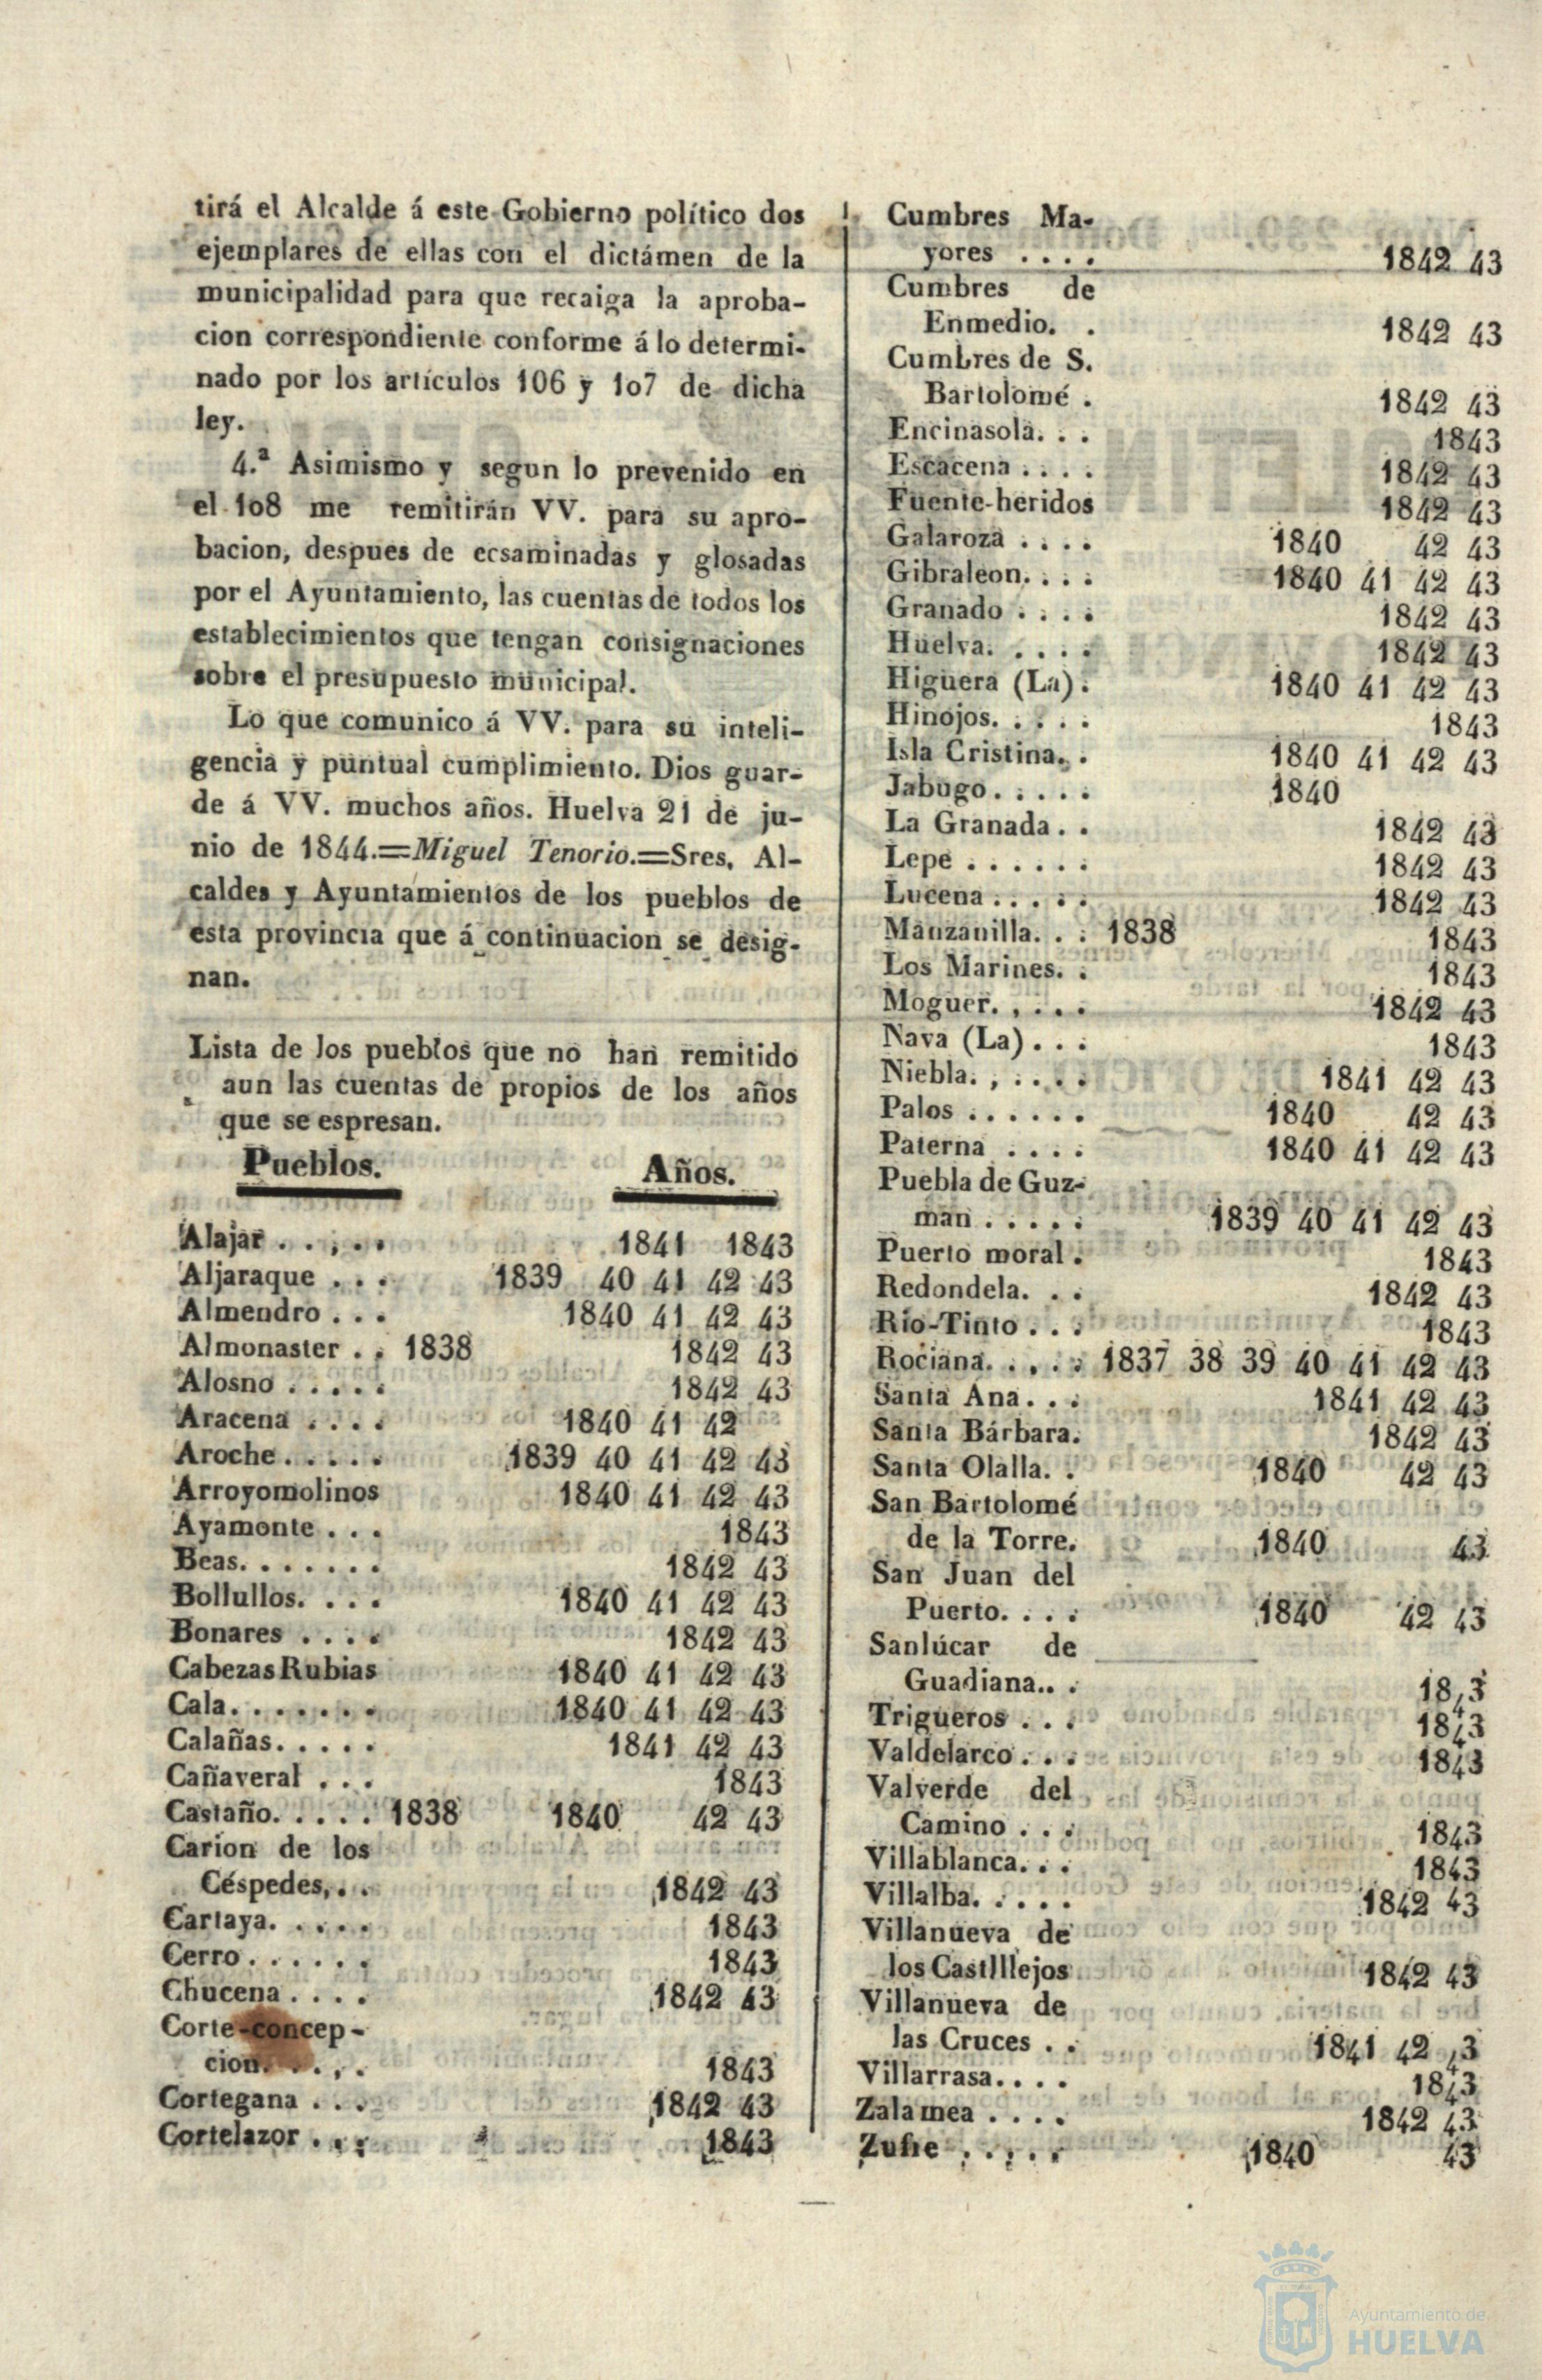 tirá el Alcalde á este Gobierno político dos
ejemplares de ellas con el dictámen de la
municipalidad para que recaiga la aproba-
cion correspondiente conforme á lo determi-
nado por los artículos 106 y 1o7 de dicha
ley.
4.ª Asimismo y segun lo prevenido en
el 1o8 me remitirán VV. para su apro-
bacion, despues de ecsaminadas y glosadas
por el Ayuntamiento, las cuentas de todos los
establecimientos que tengan consignaciones
sobre el presupuesto municipal.
Lo que comunico á VV. para su inteli-
gencia y puntual cumplimiento. Dios guar-
de á VV. muchos años. Huelva 21 de ju-
nio de 1844.=Miguel Tenorio.=Sres. Al-
caldes y Ayuntamientos de los pueblos de
esta provincia que á continuacion se desig-
nan.
Lista de los pueblos que no han remitido
aun las cuentas de propios de los años
que se espresan.
Pueblos. Años.
Alajar . . . . . 1841 1843
Aljaraque . . . 1839 40 41 42 43
Almendro . . . 1840 41 42 43
Almonaster . . 1838 1842 43
Alosno . . . . . 1842 43
Aracena . . . . 1840 41 42
Aroche . . . . . 1839 40 41 42 43
Arroyomolinos 1840 41 42 43
Ayamonte . . . 1843
Beas. . . . . . . 1842 43
Bollullos. . . . 1840 41 42 43
Bonares . . . . 1842 43
Cabezas Rubias 1840 41 42 43
Cala. . . . . . . 1840 41 42 43
Calañas. . . . . 1841 42 43
Cañaveral . . . 1843
Castaño. . . . . 1838 1840 42 43
Carion de los
Céspedes, . . 1842 43
Cartaya. . . . . 1843
Cerro . . . . . . 1843
Chucena . . . . 1842 43
Corte-concep-
cion. . . , . 1843
Cortegana . . . 1842 43
Cortelazor . . . 1843
Cumbres Ma-
yores . . . . 1842 43
Cumbres de
Enmedio. . 1842 43
Cumbres de S.
Bartolomé . 1842 43
Encinasola. . . 1843
Escacena . . . . 1842 43
Fuente-heridos 1842 43
Galaroza . . . . 1840 42 43
Gibraleon. . . . 1840 41 42 43
Granado . . . . 1842 43
Huelva. . . . . 1842 43
Higuera (La) . 1840 41 42 43
Hinojos. . . . . 1843
Isla Cristina. . 1840 41 42 43
Jabugo . . . . . 1840
La Granada . . 1842 43
Lepe . . . . . . 1842 43
Lucena . . . . . 1842 43
Manzanilla. . . 1838 1843
Los Marines. . 1843
Moguer. , . . . 1842 43
Nava (La) . . . 1843
Niebla. , . . . . 1841 42 43
Palos . . . . . . 1840 42 43
Paterna . . . . 1840 41 42 43
Puebla de Guz-
man . . . . . 1839 40 41 42 43
Puerto moral . 1843
Redondela. . . 1842 43
Rio-Tinto . . . 1843
Rociana. . . . . 1837 38 39 40 41 42 43
Santa Ana. . . 1841 42 43
Santa Bárbara. 1842 43
Santa Olalla. . 1840 42 43
San Bartolomé
de la Torre. 1840 43
San Juan del
Puerto. . . . 1840 42 43
Sanlúcar de
Guadiana.. . 1843
Trigueros . . . 1843
Valdelarco . . . 1843
Valverde del
Camino . . . 1843
Villablanca. . . 1843
Villalba. . . . . 1842 43
Villanueva de
los Castlllejos 1842 43
Villanueva de
las Cruces . . 1841 42 43
Villarrasa. . . . 1843
Zalamea . . . . 1842 43
Zufre . . . . . 1840 43
Ayuntamiento de
HUELVA